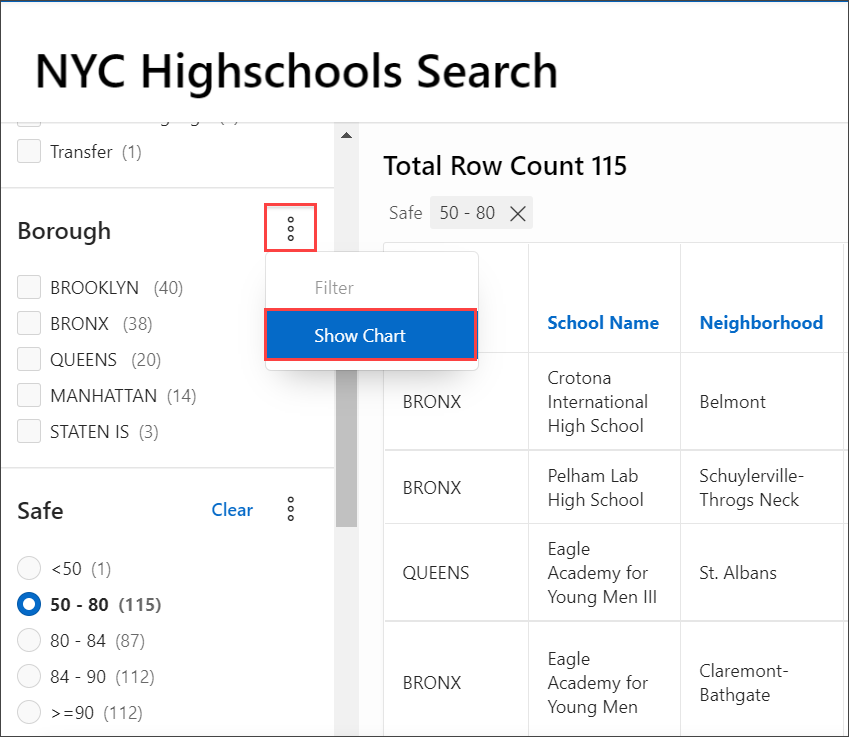 NYC Highschools Search
Transfer (1)
Borough
BROOKLYN (40)
BRONX (38)
QUEENS (20)
MANHATTAN (14)
STATEN IS (3)
Filter
Show Chart
Safe Clear
<50 (1)
50 - 80 (115)
80 - 84 (87)
84 - 90 (112)
>=90 (112)
Total Row Count 115
Safe 50 - 80
School Name Neighborhood
BRONX
Crotona
International
High School
Belmont
BRONX
Pelham Lab
High School
Schuylerville-
Throgs Neck
QUEENS
Eagle
Academy for
Young Men III
St. Albans
BRONX
Eagle
Academy for
Young Men
Claremont-
Bathgate